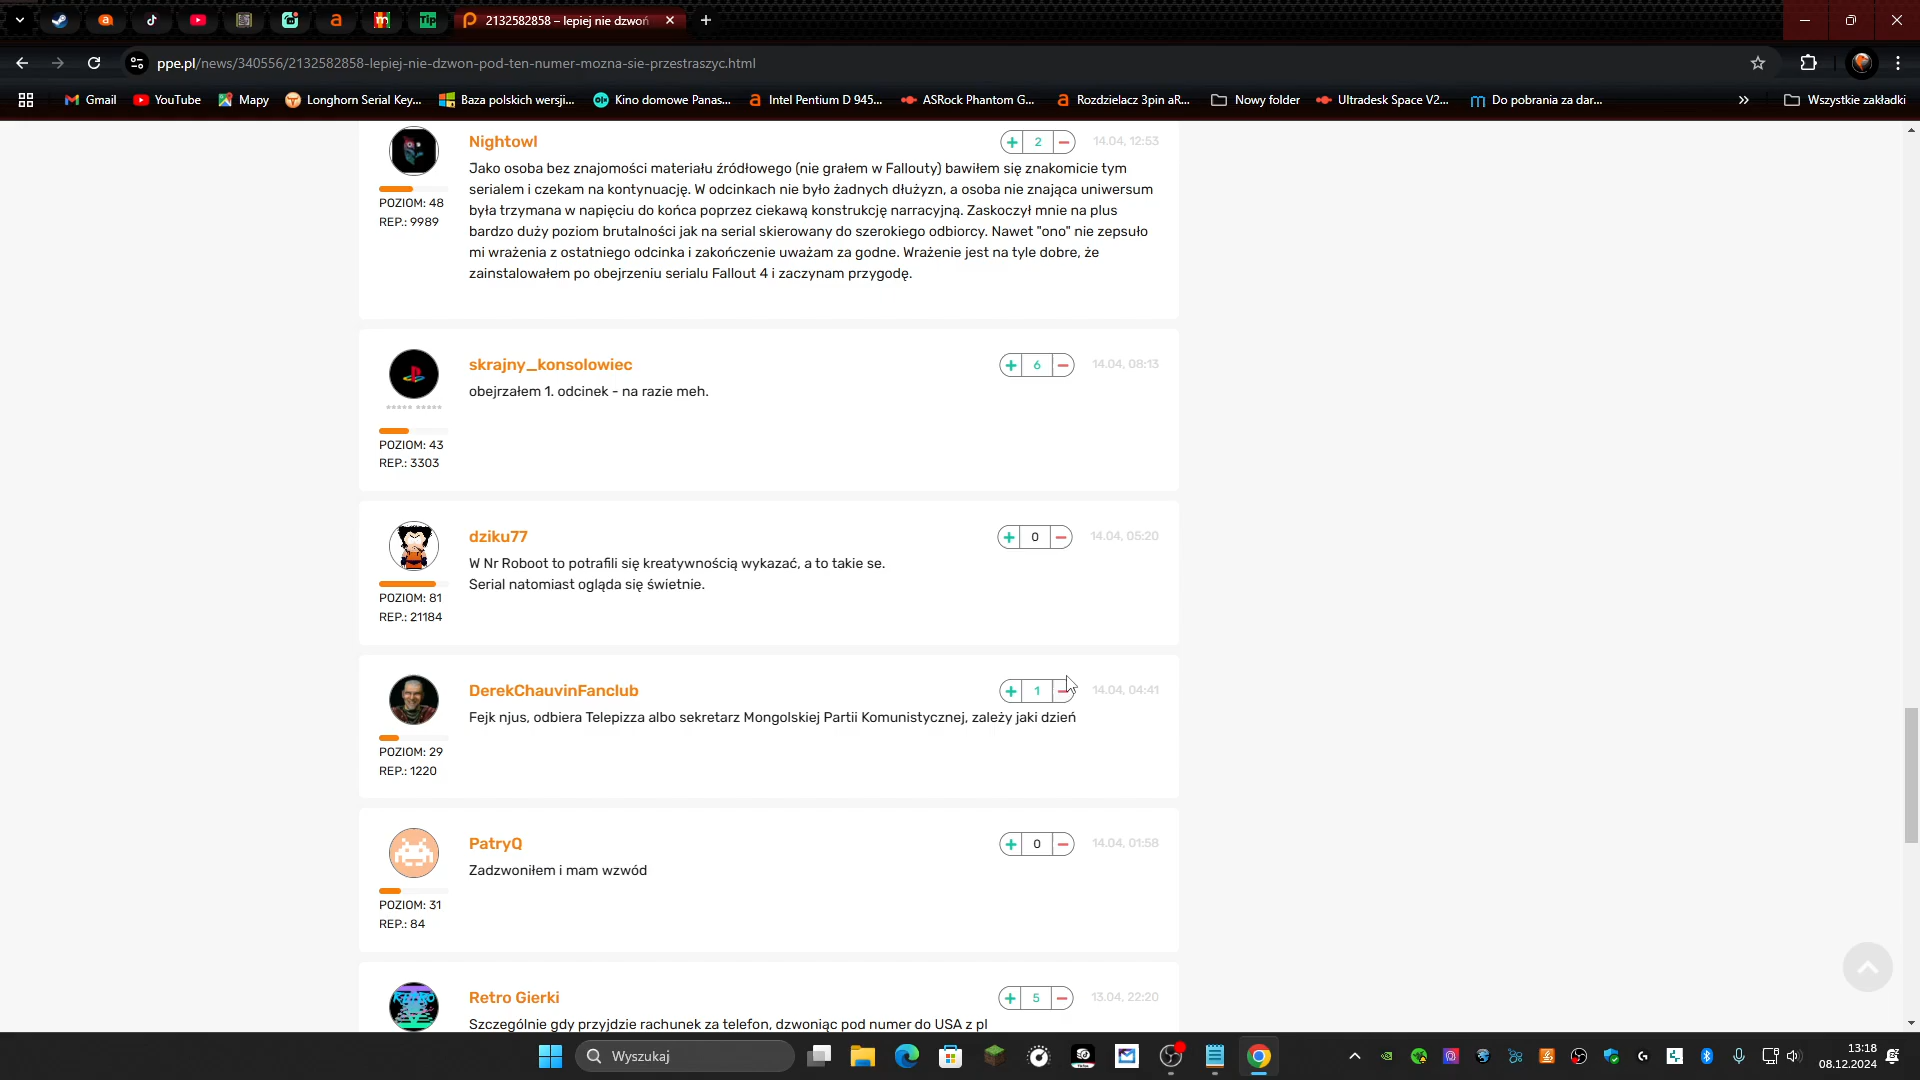 2132582858 – lepiej nie dzwoń
ppe.pl/news/340556/2132582858-lepiej-nie-dzwon-pod-ten-numer-mozna-sie-przestraszyc.html
Gmail YouTube Mapy Longhorn Serial Key... Baza polskich wersji... Kino domowe Panas... Intel Pentium D 945... ASRock Phantom G... Rozdzielacz 3pin aR... Nowy folder Ultradesk Space V2... Do pobrania za dar... » Wszystkie zakładki
Nightowl + 2 − 14.04, 12:53
Jako osoba bez znajomości materiału źródłowego (nie grałem w Fallouty) bawiłem się znakomicie tym
serialem i czekam na kontynuację. W odcinkach nie było żadnych dłużyzn, a osoba nie znająca uniwersum
była trzymana w napięciu do końca poprzez ciekawą konstrukcję narracyjną. Zaskoczył mnie na plus
bardzo duży poziom brutalności jak na serial skierowany do szerokiego odbiorcy. Nawet "ono" nie zepsuło
mi wrażenia z ostatniego odcinka i zakończenie uważam za godne. Wrażenie jest na tyle dobre, że
zainstalowałem po obejrzeniu serialu Fallout 4 i zaczynam przygodę.
POZIOM: 48
REP.: 9989
skrajny_konsolowiec + 6 − 14.04, 08:13
obejrzałem 1. odcinek - na razie meh.
***** *****
POZIOM: 43
REP.: 3303
dziku77 + 0 − 14.04, 05:20
W Nr Roboot to potrafili się kreatywnością wykazać, a to takie se.
Serial natomiast ogląda się świetnie.
POZIOM: 81
REP.: 21184
DerekChauvinFanclub + 1 − 14.04, 04:41
Fejk njus, odbiera Telepizza albo sekretarz Mongolskiej Partii Komunistycznej, zależy jaki dzień
POZIOM: 29
REP.: 1220
PatryQ + 0 − 14.04, 01:58
Zadzwoniłem i mam wzwód
POZIOM: 31
REP.: 84
Retro Gierki + 5 − 13.04, 22:20
Szczególnie gdy przyjdzie rachunek za telefon, dzwoniąc pod numer do USA z pl
Wyszukaj
13:18
08.12.2024